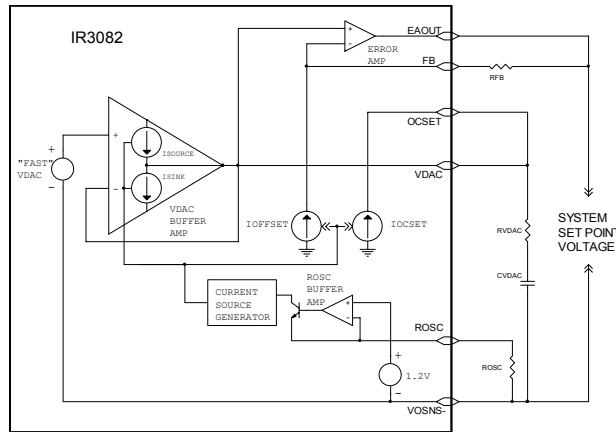 IR3082
EAOUT
ERROR
AMP
FB
RFB
OCSET
+
-
ISOURCE
+
"FAST"
VDAC
-
+
-
ISINK
VDAC
VDAC
BUFFER
AMP
IOFFSET
IOCSET
RVDAC
CVDAC
SYSTEM
SET POINT
VOLTAGE
CURRENT
SOURCE
GENERATOR
ROSC
BUFFER
AMP
+
-
ROSC
+
1.2V
-
ROSC
VOSNS-